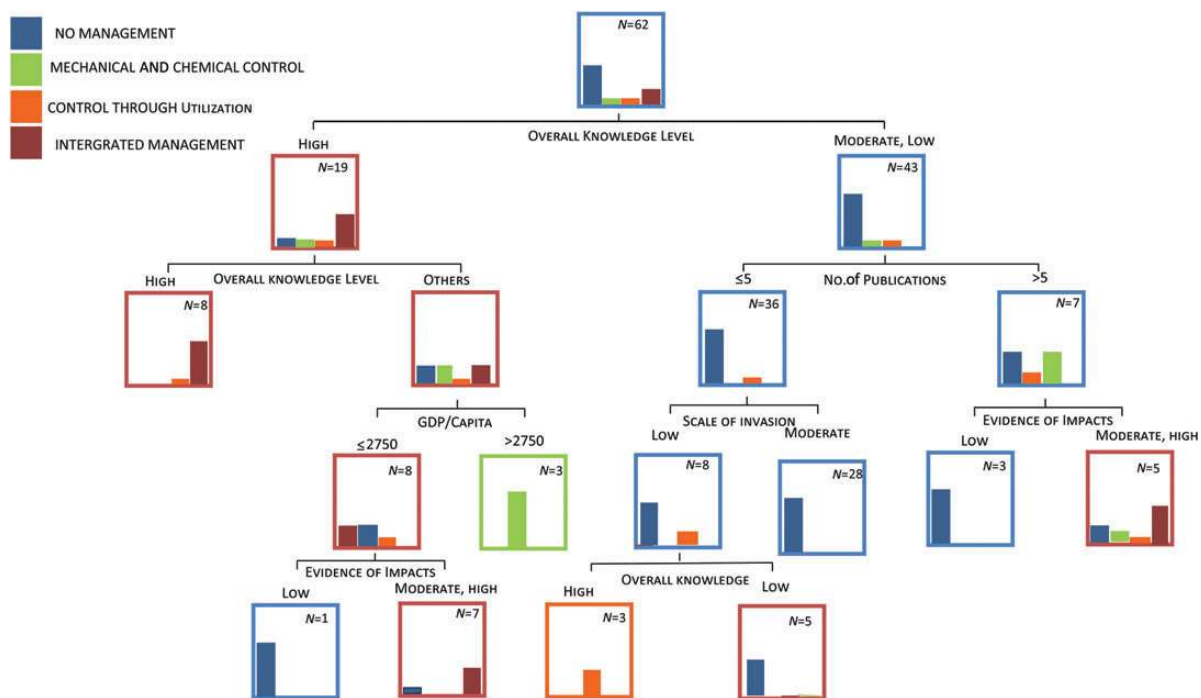 NO MANAGEMENT
MECHANICAL AND CHEMICAL CONTROL
CONTROL THROUGH UTILIZATION
INTERGRATED MANAGEMENT
N=62
OVERALL KNOWLEDGE LEVEL
HIGH
MODERATE, LOW
N=19
N=43
HIGH
OVERALL KNOWLEDGE LEVEL
OTHERS
≤5
NO.OF PUBLICATIONS
>5
N=8
N=36
N=7
GDP/CAPITA
SCALE OF INVASION
EVIDENCE OF IMPACTS
≤2750
>2750
LOW
MODERATE
LOW
MODERATE, HIGH
N=8
N=3
N=8
N=28
N=3
N=5
EVIDENCE OF IMPACTS
OVERALL KNOWLEDGE
LOW
MODERATE, HIGH
HIGH
LOW
N=1
N=7
N=3
N=5